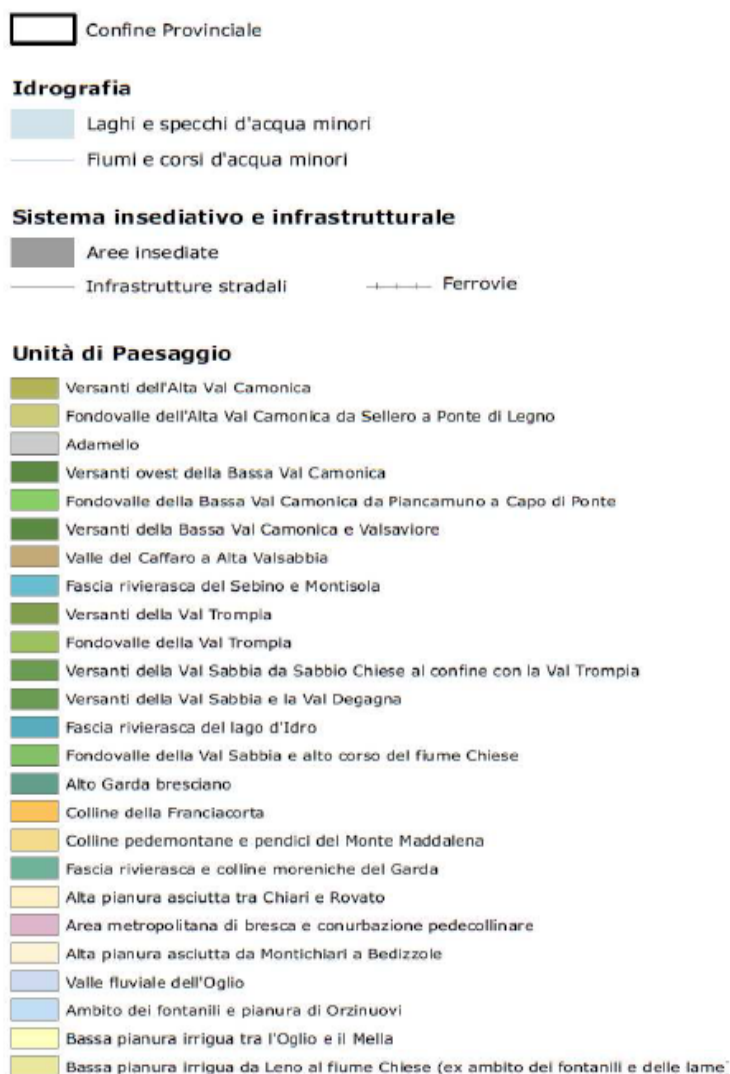 Confine Provinciale
Idrografia
Laghi e specchi d'acqua minori
Fiumi e corsi d'acqua minori
Sistema insediativo e infrastrutturale
Aree insediate
Infrastrutture stradali Ferrovie
Unità di Paesaggio
Versanti dell'Alta Val Camonica
Fondovalle dell'Alta Val Camonica da Sellero a Ponte di Legno
Adamello
Versanti ovest della Bassa Val Camonica
Fondovalle della Bassa Val Camonica da Piancamuno a Capo di Ponte
Versanti della Bassa Val Camonica e Valsaviore
Valle del Caffaro a Alta Valsabbia
Fascia rivierasca del Sebino e Montisola
Versanti della Val Trompia
Fondovalle della Val Trompia
Versanti della Val Sabbia da Sabbio Chiese al confine con la Val Trompia
Versanti della Val Sabbia e la Val Degagna
Fascia rivierasca del lago d'Idro
Fondovalle della Val Sabbia e alto corso del fiume Chiese
Alto Garda bresciano
Colline della Franciacorta
Colline pedemontane e pendici del Monte Maddalena
Fascia rivierasca e colline moreniche del Garda
Alta pianura asciutta tra Chiari e Rovato
Area metropolitana di bresca e conurbazione pedecollinare
Alta pianura asciutta da Montichiari a Bedizzole
Valle fluviale dell'Oglio
Ambito dei fontanili e pianura di Orzinuovi
Bassa pianura irrigua tra l'Oglio e il Mella
Bassa pianura irrigua da Leno al fiume Chiese (ex ambito dei fontanili e delle lame)